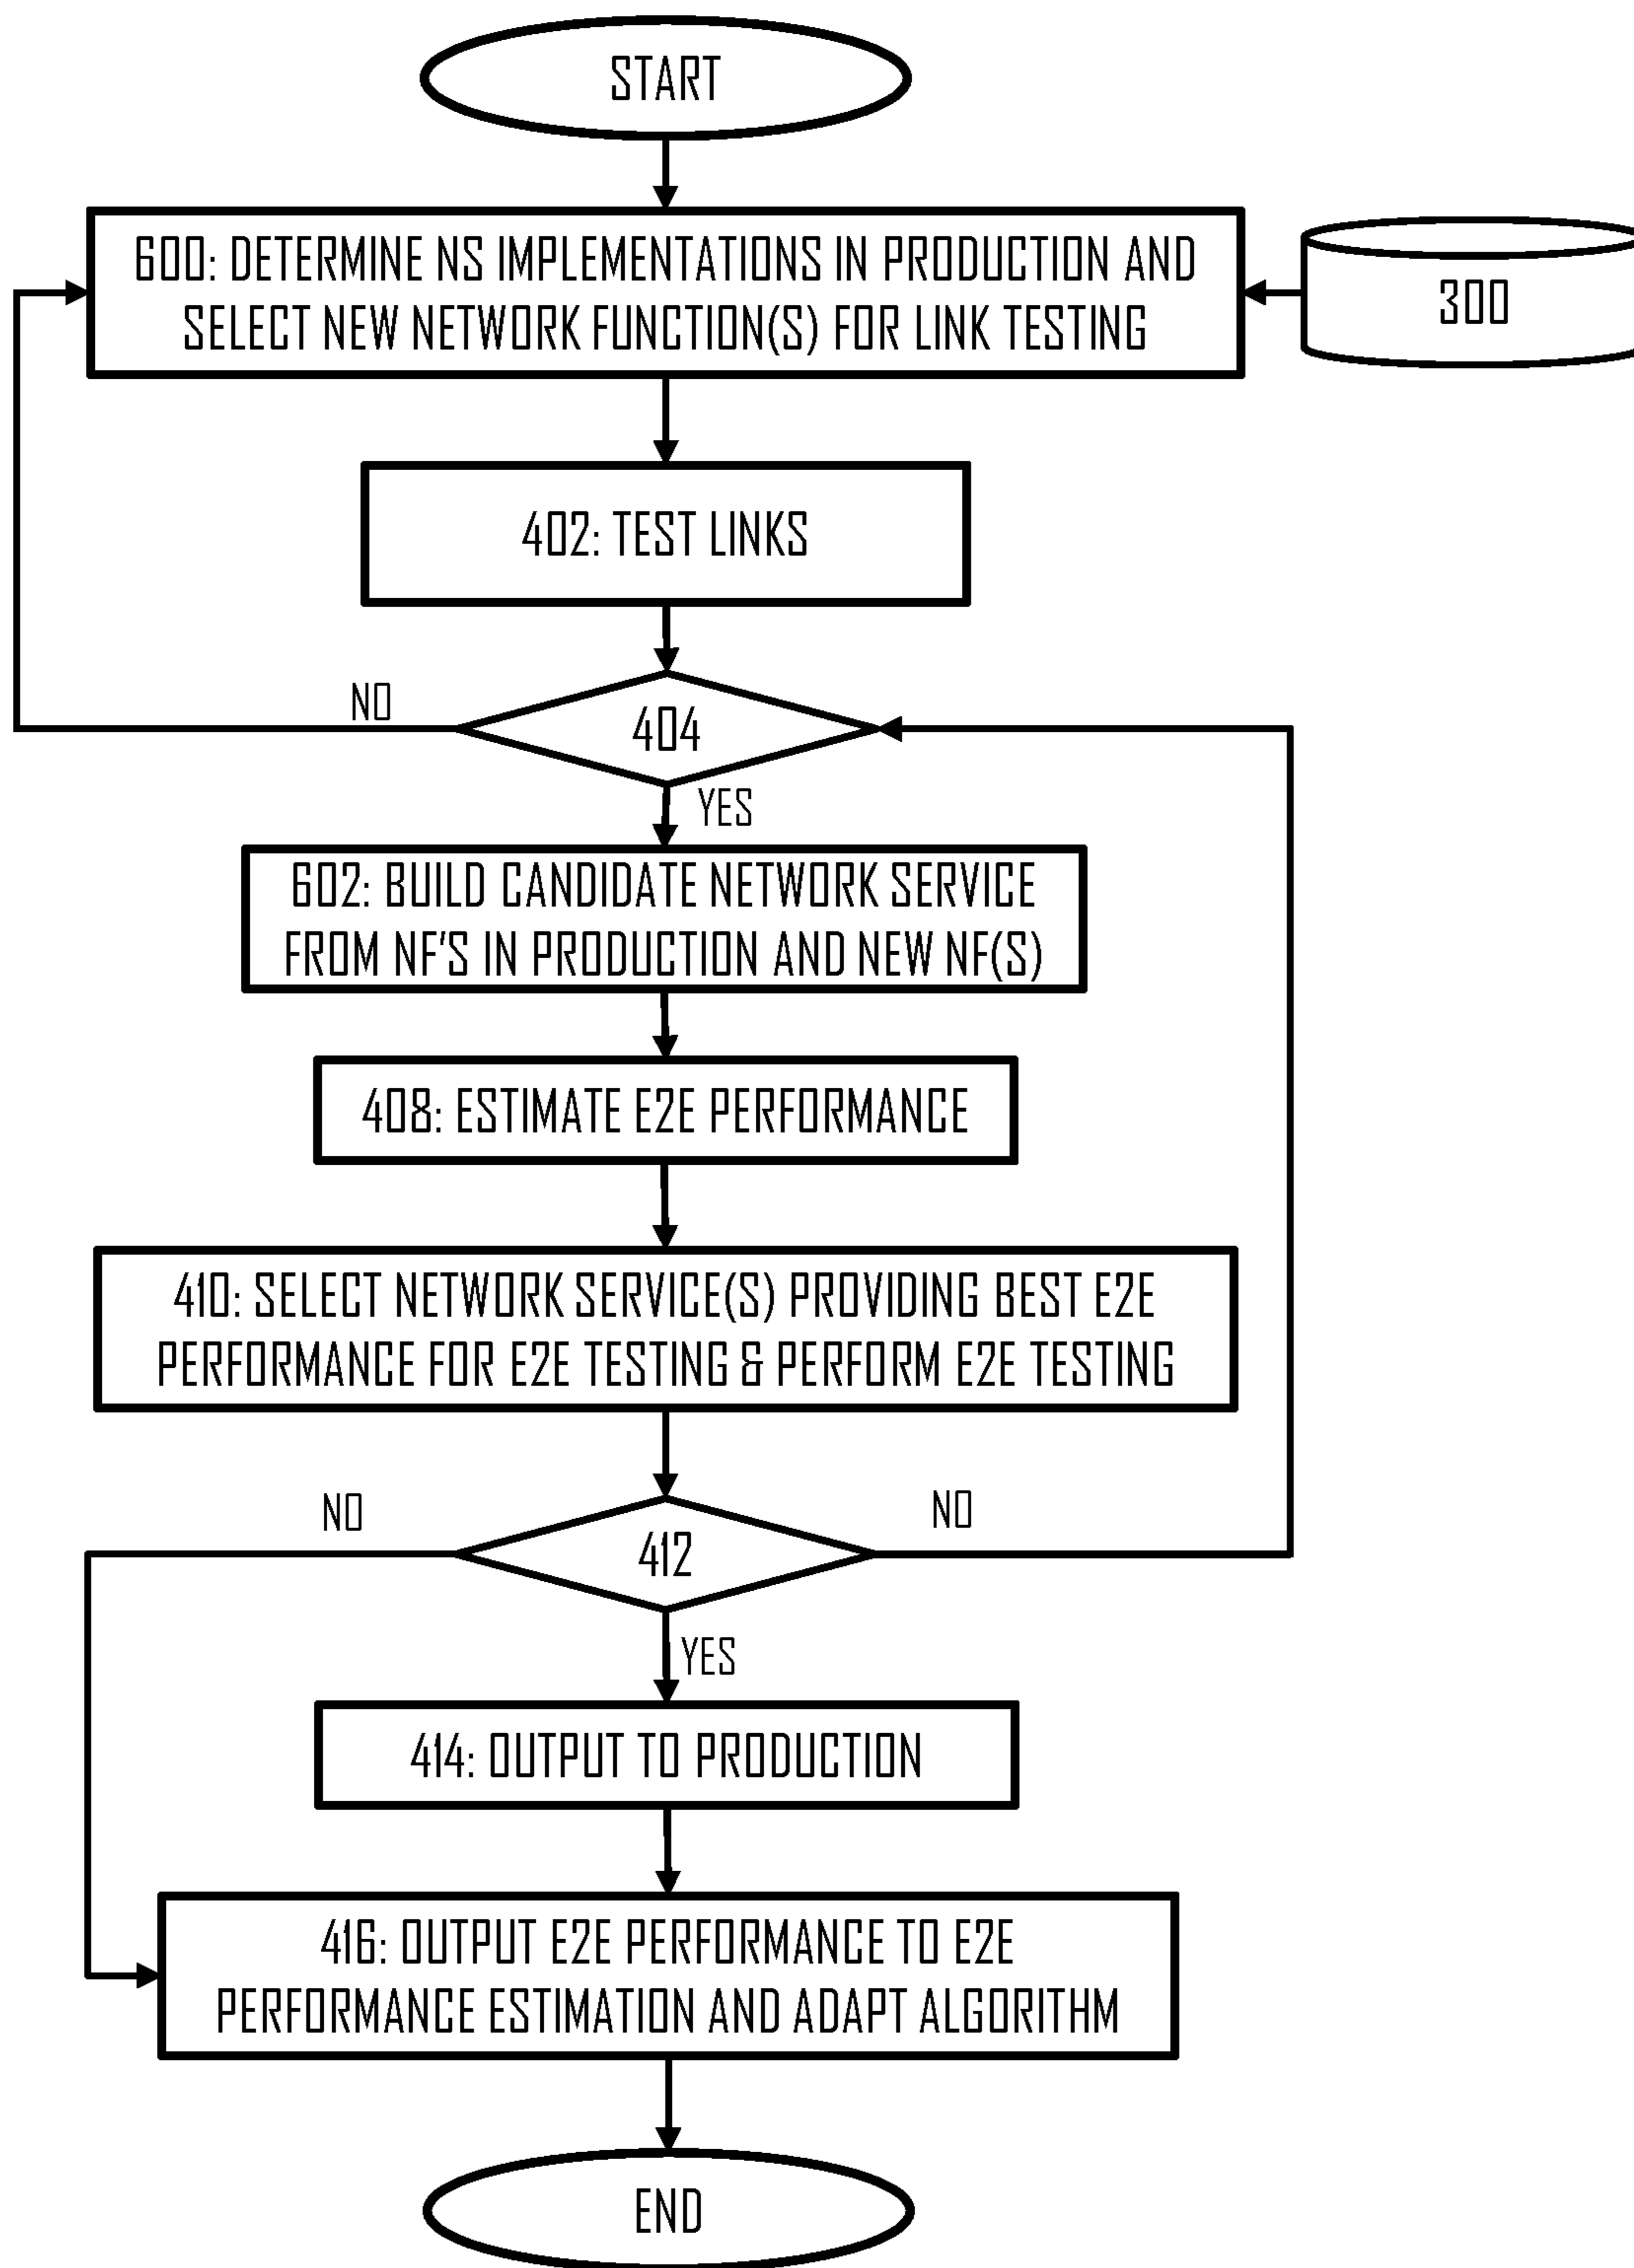 START
600: DETERMINE NS IMPLEMENTATIONS IN PRODUCTION AND
SELECT NEW NETWORK FUNCTION(S) FOR LINK TESTING
300
402: TEST LINKS
NO
404
YES
602: BUILD CANDIDATE NETWORK SERVICE
FROM NF'S IN PRODUCTION AND NEW NF(S)
408: ESTIMATE E2E PERFORMANCE
410: SELECT NETWORK SERVICE(S) PROVIDING BEST E2E
PERFORMANCE FOR E2E TESTING & PERFORM E2E TESTING
NO
NO
412
YES
414: OUTPUT TO PRODUCTION
416: OUTPUT E2E PERFORMANCE TO E2E
PERFORMANCE ESTIMATION AND ADAPT ALGORITHM
END